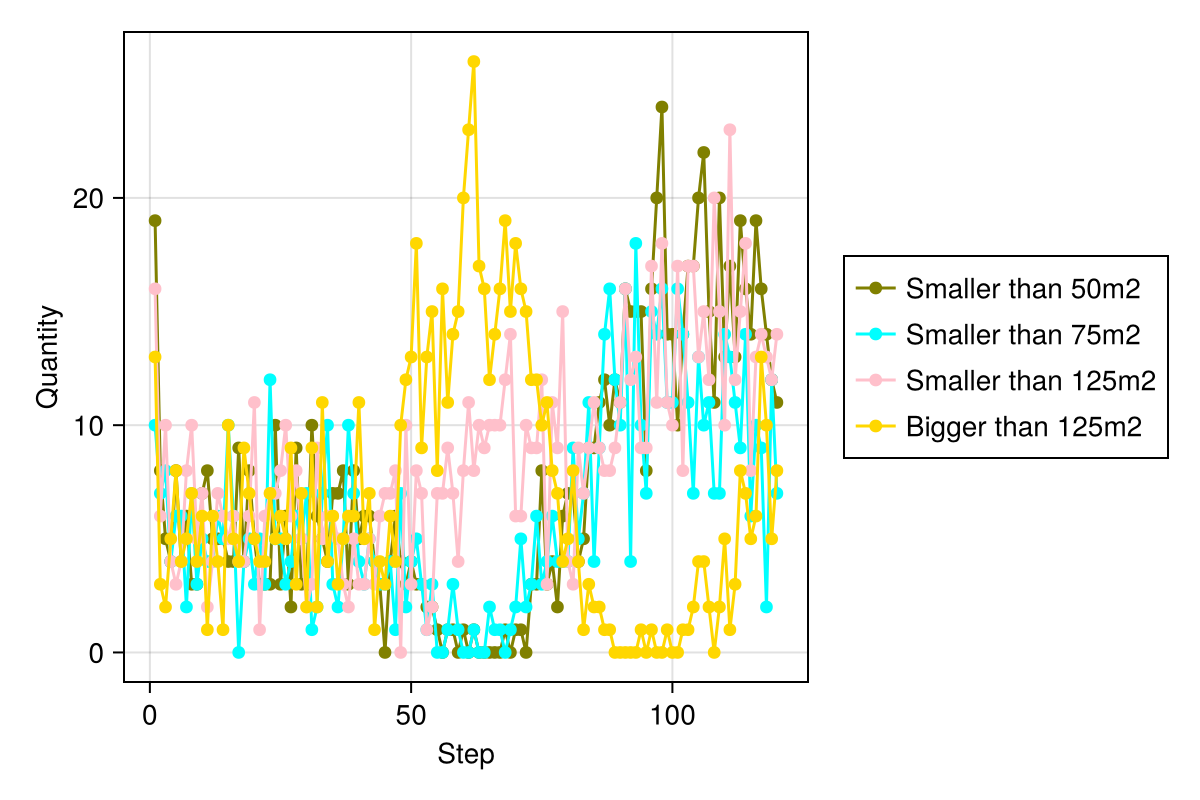 Quantity
20
10
0
0
50
100
Step
Smaller than 50m2
Smaller than 75m2
Smaller than 125m2
Bigger than 125m2